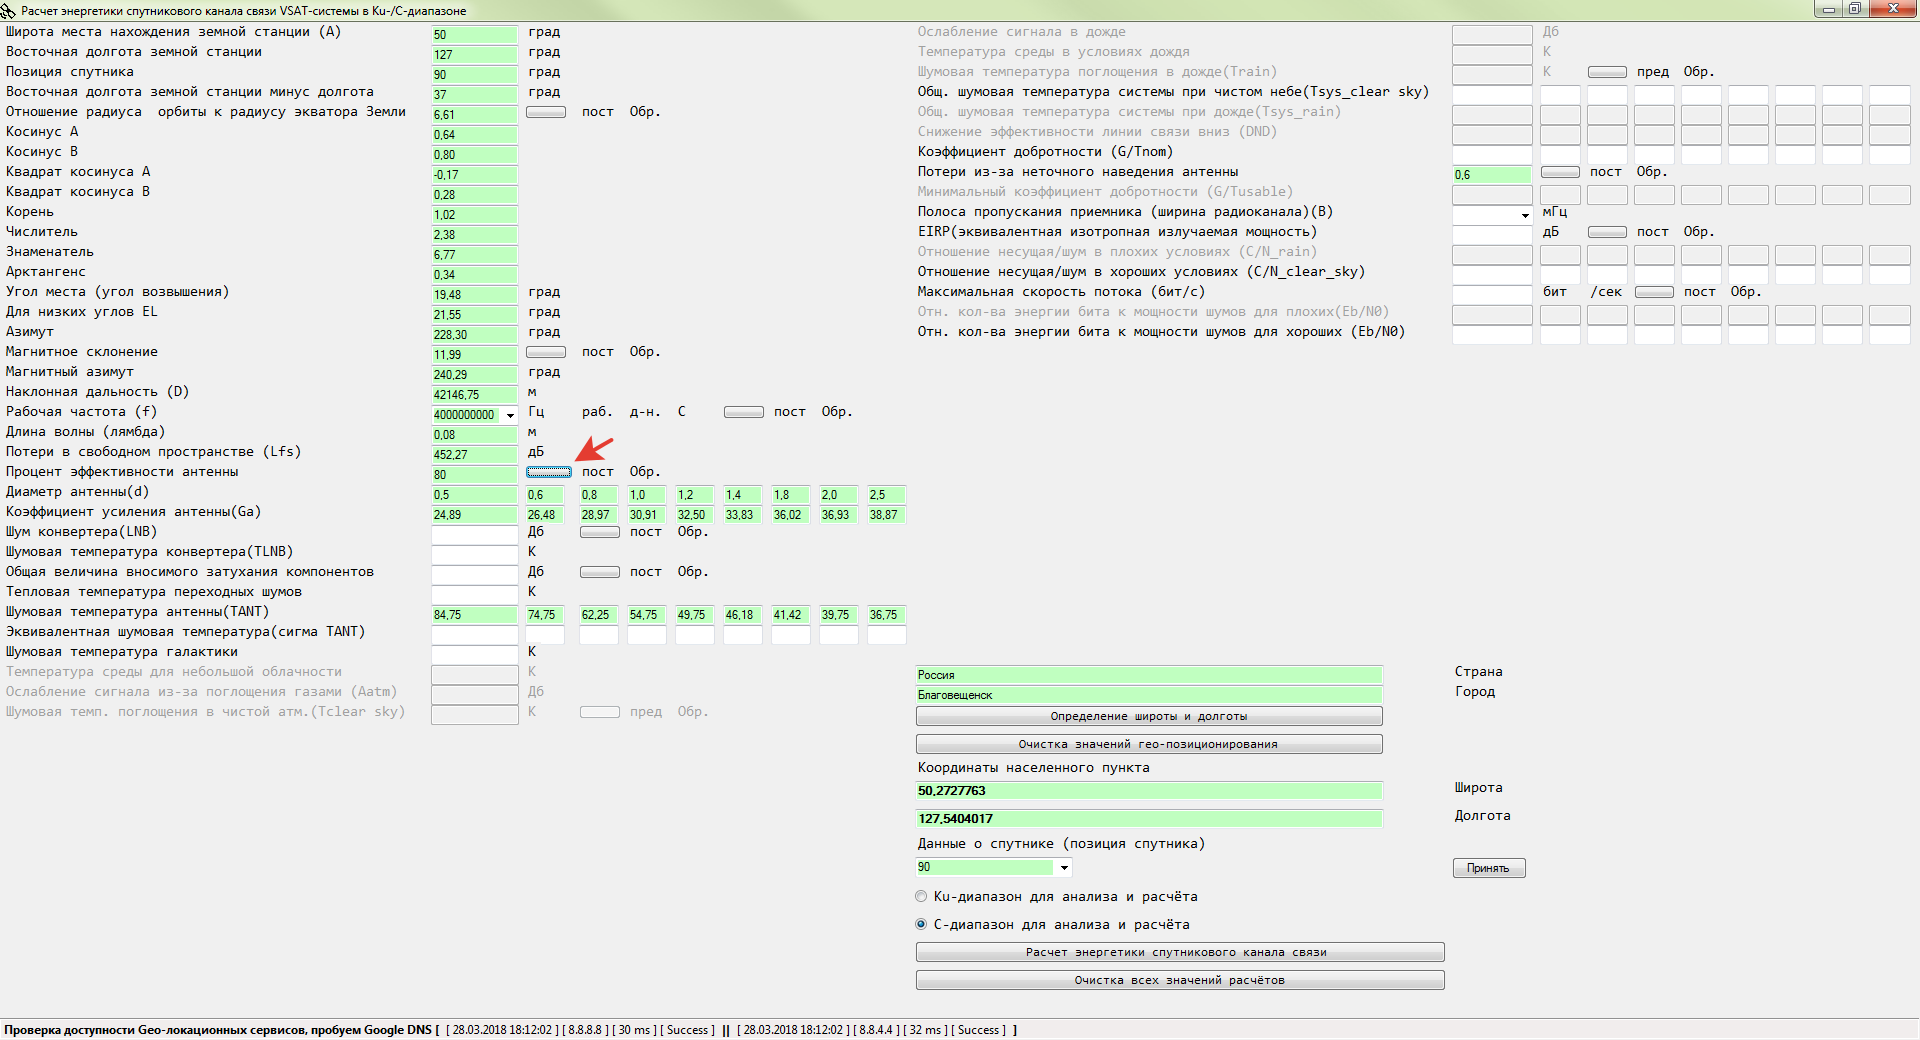 Расчет энергетики спутникового канала связи VSAT-системы в Ku-/C-диапазоне
Широта места нахождения земной станции (А) 50 град
Восточная долгота земной станции 127 град
Позиция спутника 90 град
Восточная долгота земной станции минус долгота 37 град
Отношение радиуса орбиты к радиусу экватора Земли 6,61 пост Обр.
Косинус А 0,64
Косинус В 0,80
Квадрат косинуса А -0,17
Квадрат косинуса В 0,28
Корень 1,02
Числитель 2,38
Знаменатель 6,77
Арктангенс 0,34
Угол места (угол возвышения) 19,48 град
Для низких углов EL 21,55 град
Азимут 228,30 град
Магнитное склонение 11,99 пост Обр.
Магнитный азимут 240,29 град
Наклонная дальность (D) 42146,75 м
Рабочая частота (f) 4000000000 Гц раб. д-н. С пост Обр.
Длина волны (лямбда) 0,08 м
Потери в свободном пространстве (Lfs) 452,27 дБ
Процент эффективности антенны 80 пост Обр.
Диаметр антенны(d) 0,5 0,6 0,8 1,0 1,2 1,4 1,8 2,0 2,5
Коэффициент усиления антенны(Ga) 24,89 26,48 28,97 30,91 32,50 33,83 36,02 36,93 38,87
Шум конвертера(LNB) Дб пост Обр.
Шумовая температура конвертера(TLNB) К
Общая величина вносимого затухания компонентов Дб пост Обр.
Тепловая температура переходных шумов К
Шумовая температура антенны(TANT) 84,75 74,75 62,25 54,75 49,75 46,18 41,42 39,75 36,75
Эквивалентная шумовая температура(сигма TANT)
Шумовая температура галактики К
Температура среды для небольшой облачности К
Ослабление сигнала из-за поглощения газами (Aatm) Дб
Шумовая темп. поглощения в чистой атм.(Tclear sky) К пред Обр.
Ослабление сигнала в дожде Дб
Температура среды в условиях дождя К
Шумовая температура поглощения в дожде(Train) К пред Обр.
Общ. шумовая температура системы при чистом небе(Tsys_clear sky)
Общ. шумовая температура системы при дожде(Tsys_rain)
Снижение эффективности линии связи вниз (DND)
Коэффициент добротности (G/Tnom)
Потери из-за неточного наведения антенны 0,6 пост Обр.
Минимальный коэффициент добротности (G/Tusable)
Полоса пропускания приемника (ширина радиоканала)(В) мГц
EIRP(эквивалентная изотропная излучаемая мощность) дБ пост Обр.
Отношение несущая/шум в плохих условиях (C/N_rain)
Отношение несущая/шум в хороших условиях (C/N_clear_sky)
Максимальная скорость потока (бит/с) бит /сек пост Обр.
Отн. кол-ва энергии бита к мощности шумов для плохих(Eb/N0)
Отн. кол-ва энергии бита к мощности шумов для хороших (Eb/N0)
Россия Страна
Благовещенск Город
Определение широты и долготы
Очистка значений гео-позиционирования
Координаты населенного пункта
50,2727763 Широта
127,5404017 Долгота
Данные о спутнике (позиция спутника)
90 Принять
Ku-диапазон для анализа и расчёта
С-диапазон для анализа и расчёта
Расчет энергетики спутникового канала связи
Очистка всех значений расчётов
Проверка доступности Geo-локационных сервисов, пробуем Google DNS [ [ 28.03.2018 18:12:02 ] [ 8.8.8.8 ] [ 30 ms ] [ Success ] || [ 28.03.2018 18:12:02 ] [ 8.8.4.4 ] [ 32 ms ] [ Success ] ]